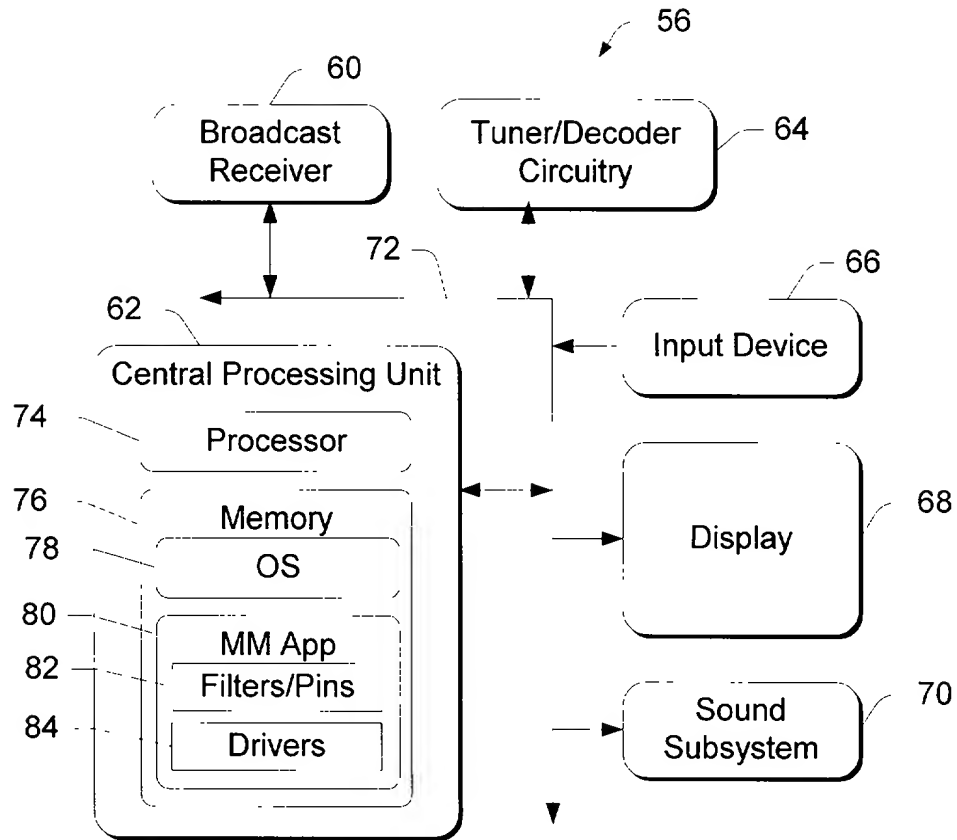 56
60
Broadcast
Receiver
Tuner/Decoder
Circuitry
64
72
66
62
Input Device
Central Processing Unit
74
Processor
76
Memory
78
OS
68
Display
80
MM App
82
Filters/Pins
84
Drivers
70
Sound
Subsystem